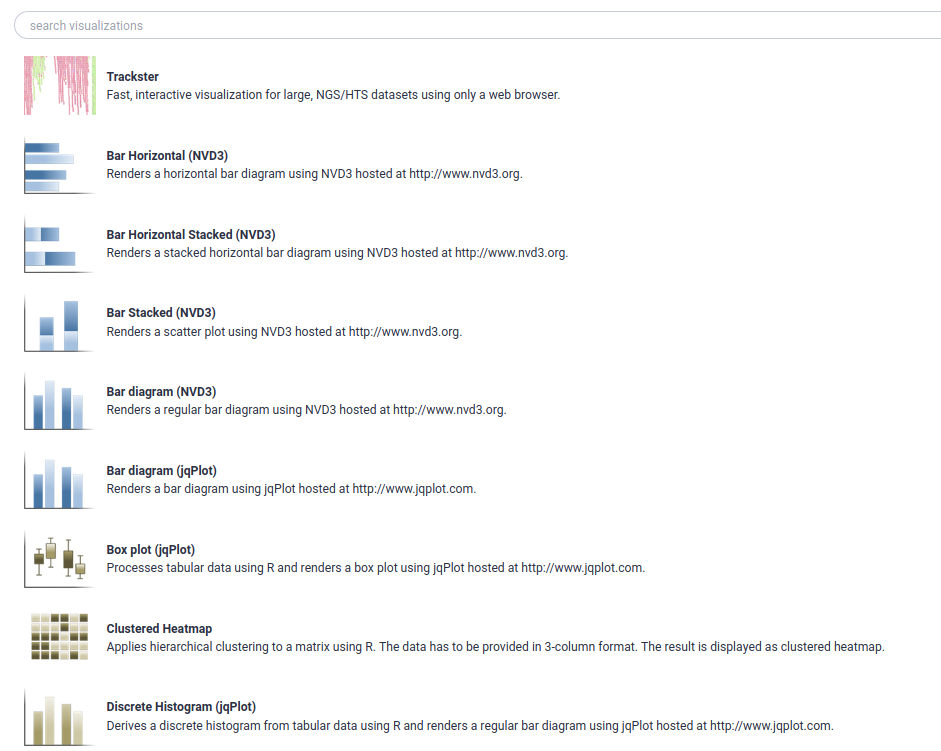 search visualizations
Trackster
Fast, interactive visualization for large, NGS/HTS datasets using only a web browser.
Bar Horizontal (NVD3)
Renders a horizontal bar diagram using NVD3 hosted at http://www.nvd3.org.
Bar Horizontal Stacked (NVD3)
Renders a stacked horizontal bar diagram using NVD3 hosted at http://www.nvd3.org.
Bar Stacked (NVD3)
Renders a scatter plot using NVD3 hosted at http://www.nvd3.org.
Bar diagram (NVD3)
Renders a regular bar diagram using NVD3 hosted at http://www.nvd3.org.
Bar diagram (jqPlot)
Renders a bar diagram using jqPlot hosted at http://www.jqplot.com.
Box plot (jqPlot)
Processes tabular data using R and renders a box plot using jqPlot hosted at http://www.jqplot.com.
Clustered Heatmap
Applies hierarchical clustering to a matrix using R. The data has to be provided in 3-column format. The result is displayed as clustered heatmap.
Discrete Histogram (jqPlot)
Derives a discrete histogram from tabular data using R and renders a regular bar diagram using jqPlot hosted at http://www.jqplot.com.